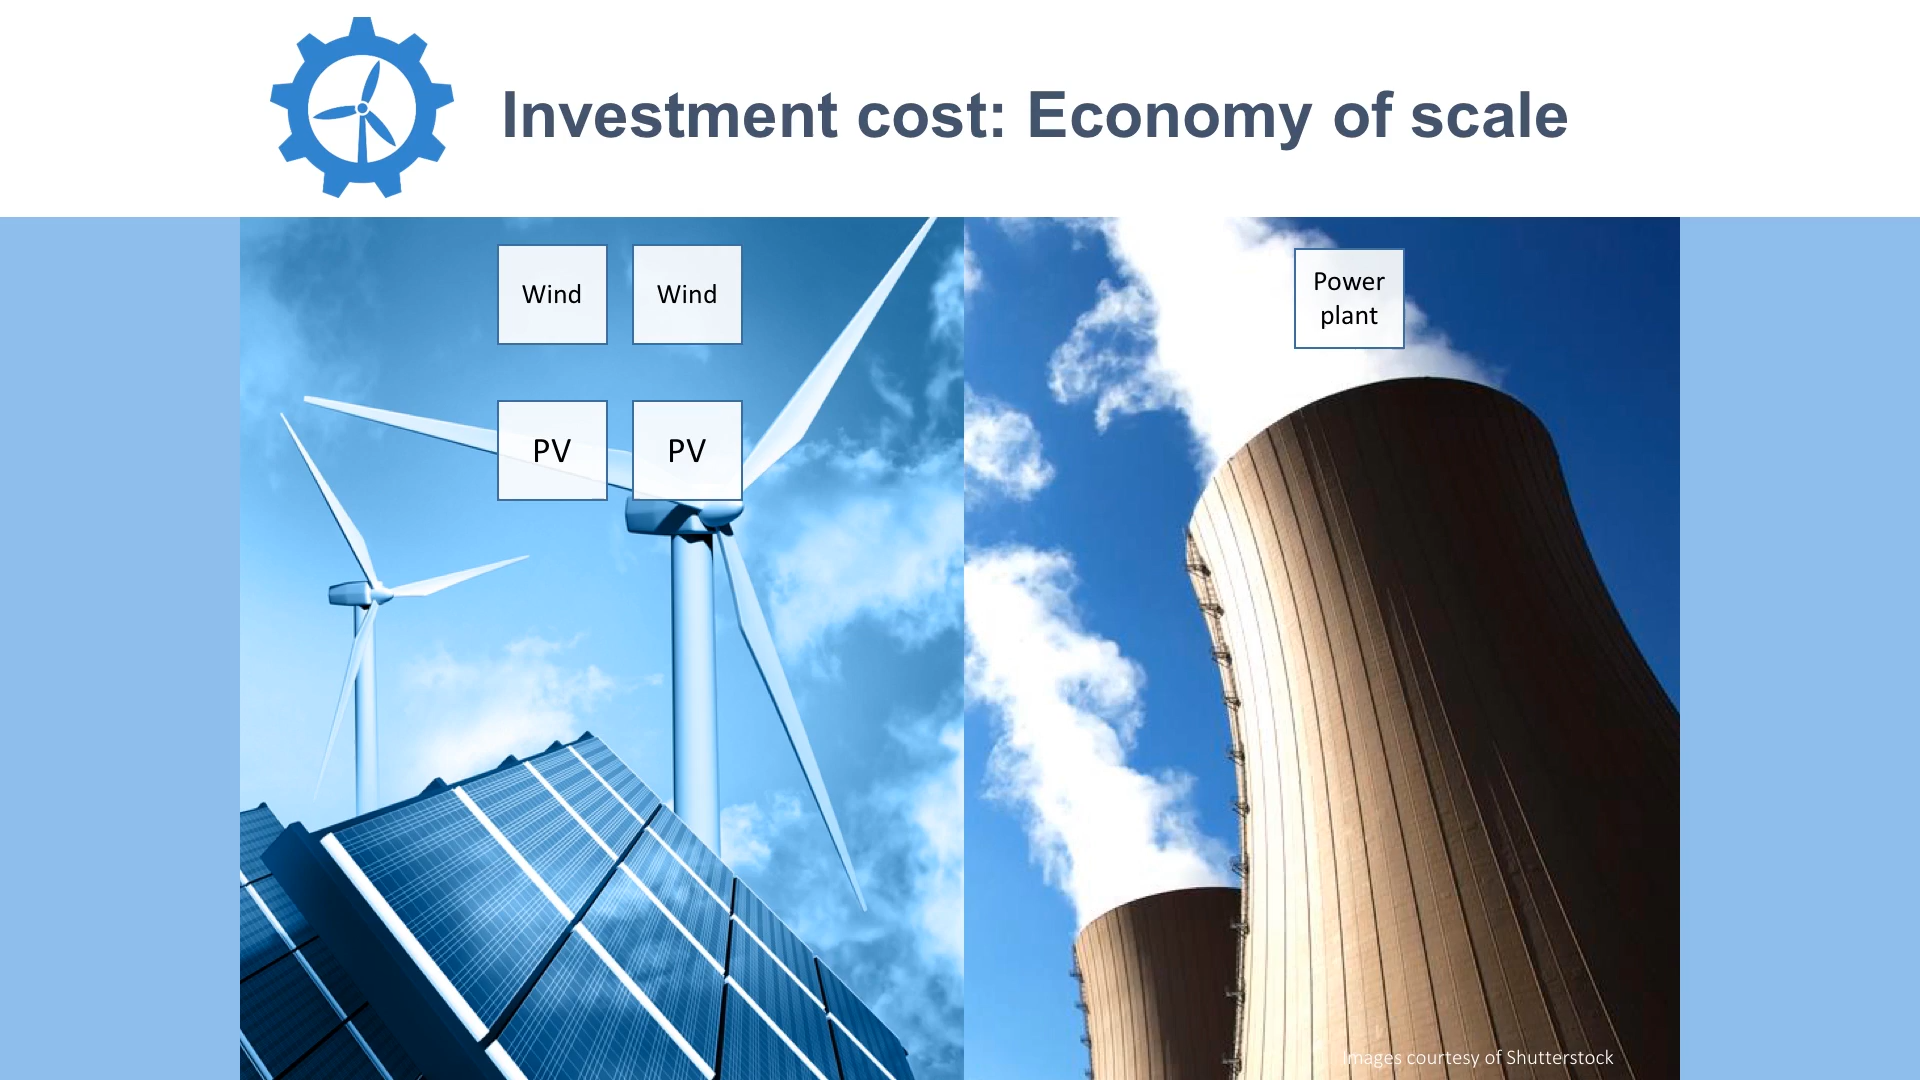 Investment cost: Economy of scale
Wind
Wind
PV
PV
Power
plant
Images courtesy of Shutterstock